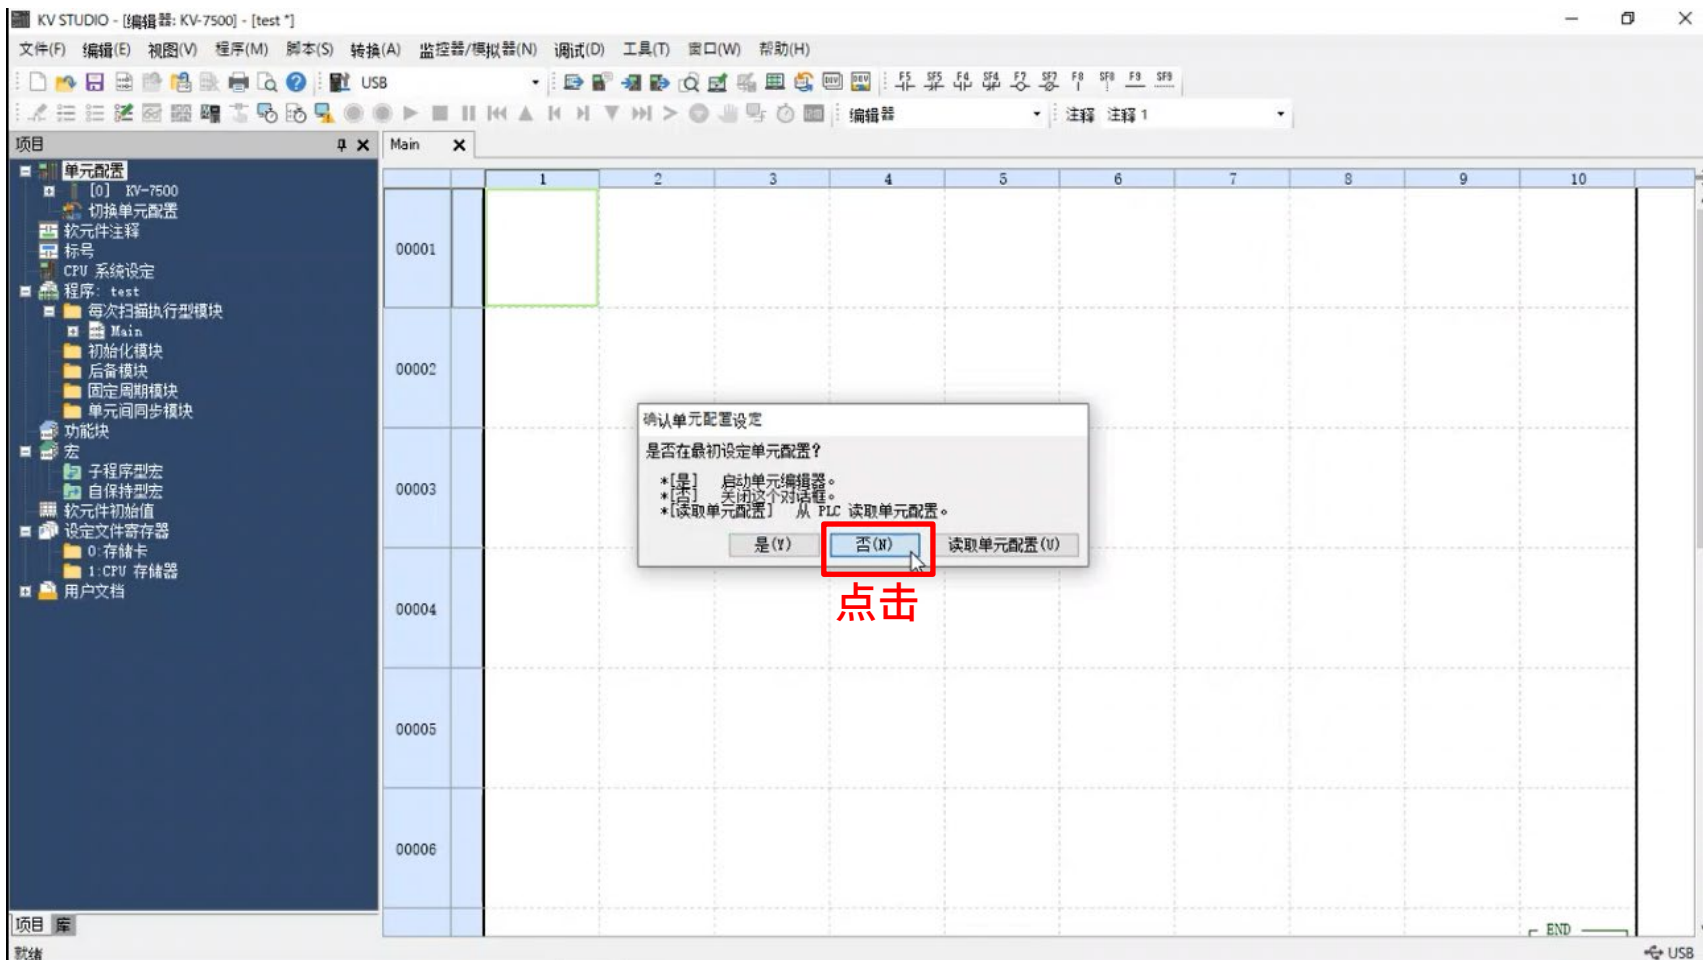 KV STUDIO - [编辑器: KV-7500] - [test *]
文件(F) 编辑(E) 视图(V) 程序(M) 脚本(S) 转换(A) 监控器/模拟器(N) 调试(D) 工具(T) 窗口(W) 帮助(H)
USB
F5 SF5 F4 SF4 F7 SF7 F8 SF8 F9 SF9
编辑器 注释 注释 1
项目
Main
单元配置
[0] KV-7500
切换单元配置
软元件注释
标号
CPU 系统设定
程序: test
每次扫描执行型模块
Main
初始化模块
后备模块
固定周期模块
单元间同步模块
功能块
宏
子程序型宏
自保持型宏
软元件初始值
设定文件寄存器
0:存储卡
1:CPU 存储器
用户文档
项目 库
1 2 3 4 5 6 7 8 9 10
00001
00002
00003
00004
00005
00006
END
确认单元配置设定
是否在最初设定单元配置?
*[是] 启动单元编辑器。
*[否] 关闭这个对话框。
*[读取单元配置] 从 PLC 读取单元配置。
是(Y) 否(N) 读取单元配置(U)
点击
就绪
USB